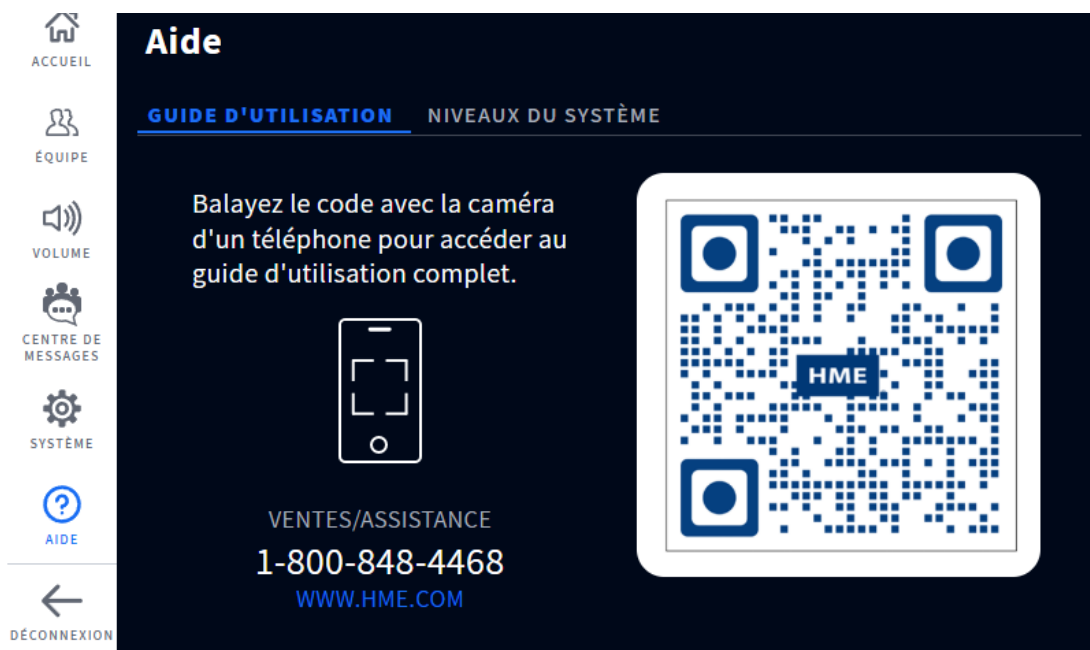 ACCUEIL
ÉQUIPE
VOLUME
CENTRE DE
MESSAGES
SYSTÈME
AIDE
DÉCONNEXION
Aide
GUIDE D'UTILISATION
NIVEAUX DU SYSTÈME
Balayez le code avec la caméra
d'un téléphone pour accéder au
guide d'utilisation complet.
VENTES/ASSISTANCE
1-800-848-4468
WWW.HME.COM
HME